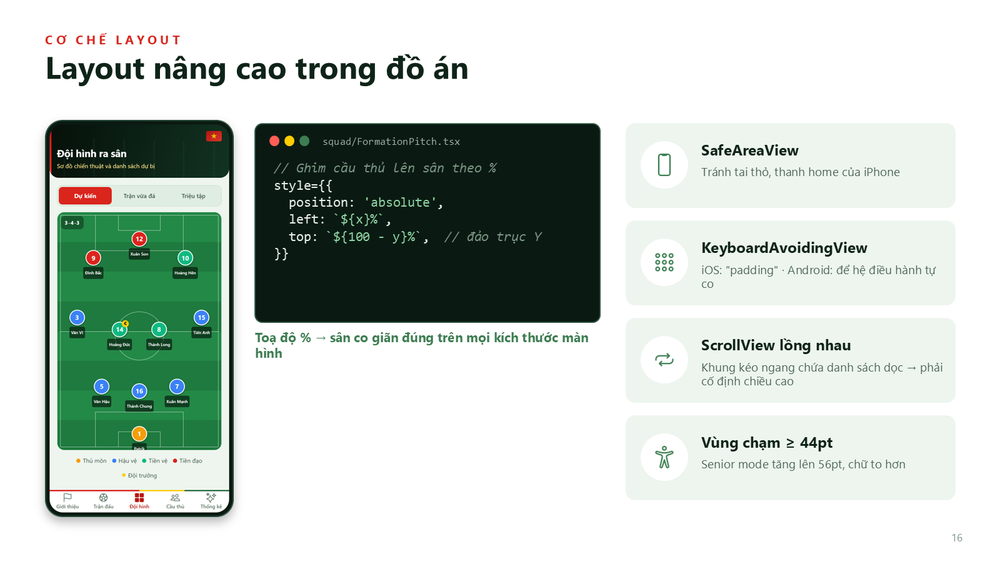 CƠ CHẾ LAYOUT
Layout nâng cao trong đồ án
Đội hình ra sân
Sơ đồ chiến thuật và danh sách dự bị
Dự kiến
Trận vừa đá
Triệu tập
3-4-3
12
Xuân Son
9
Đình Bắc
10
Hoàng Hên
3
Văn Vĩ
15
Tiến Anh
14
C
Hoàng Đức
8
Thành Long
5
Văn Hậu
16
Thành Chung
7
Xuân Mạnh
1
Patrik
Thủ môn
Hậu vệ
Tiền vệ
Tiền đạo
Đội trưởng
Giới thiệu
Trận đấu
Đội hình
Cầu thủ
Thống kê
squad/FormationPitch.tsx
// Ghim cầu thủ lên sân theo %
style={{
position: 'absolute',
left: `${x}%`,
top: `${100 - y}%`, // đảo trục Y
}}
Toạ độ % → sân co giãn đúng trên mọi kích thước màn
hình
SafeAreaView
Tránh tai thỏ, thanh home của iPhone
KeyboardAvoidingView
iOS: "padding" · Android: để hệ điều hành tự
co
ScrollView lồng nhau
Khung kéo ngang chứa danh sách dọc → phải
cố định chiều cao
Vùng chạm ≥ 44pt
Senior mode tăng lên 56pt, chữ to hơn
16